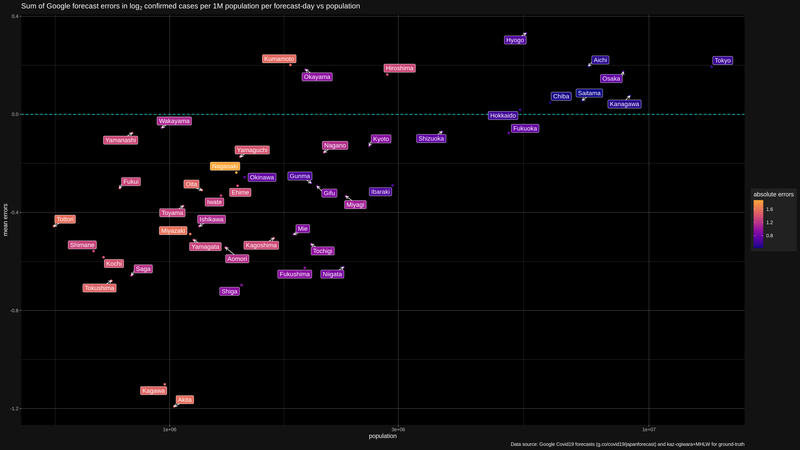 Sum of Google forecast errors in log2 confirmed cases per 1M population per forecast-day vs population
0.4
Hyogo
Kumamoto
Aichi
Tokyo
Hiroshima
Okayama
Osaka
Saitama
Chiba
Kanagawa
0.0
Hokkaido
Wakayama
Fukuoka
Yamanashi
Kyoto
Shizuoka
Nagano
Yamaguchi
absolute errors
Nagasaki
1.6
Okinawa
Gunma
1.2
Fukui
Oita
0.8
Ehime
Gifu
Ibaraki
Iwate
Miyagi
-0.4
Toyama
Tottori
Ishikawa
mean errors
Miyazaki
Mie
Shimane
Yamagata
Kagoshima
Tochigi
Aomori
Kochi
Saga
Fukushima
Niigata
Tokushima
Shiga
-0.8
Kagawa
Akita
-1.2
1e+06
3e+06
1e+07
population
Data source: Google Covid19 forecasts (g.co/covid19/japanforecast) and kaz-ogiwara+MHLW for ground-truth